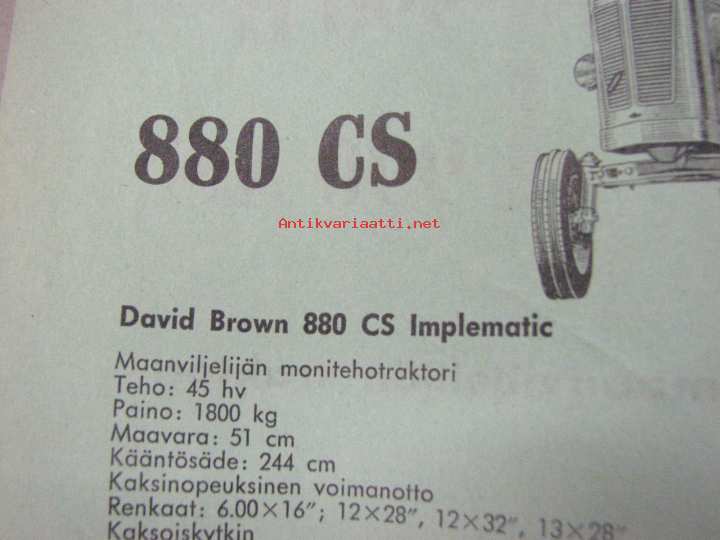 880 CS
Antikvariaatti.net
David Brown 880 CS Implematic
Maanviljelijän monitehotraktori
Teho: 45 hv
Paino: 1800 kg
Maavara: 51 cm
Kääntösäde: 244 cm
Kaksinopeuksinen voimanotto
Renkaat: 6.00×16"; 12×28", 12×32", 13×28"
Kaksoiskytkin